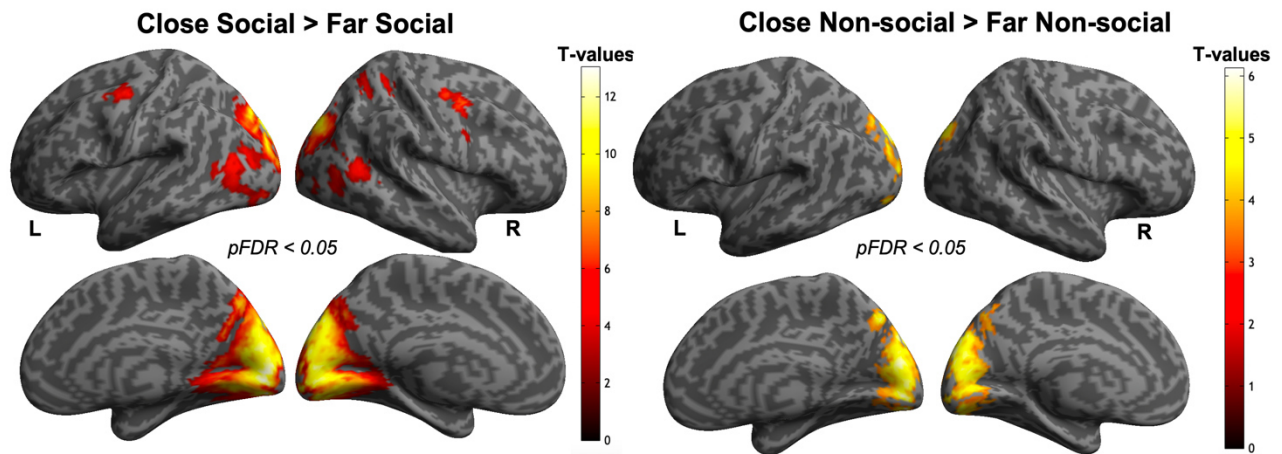 Close Social > Far Social
T-values
12
10
8
6
4
2
0
L
R
pFDR < 0.05
Close Non-social > Far Non-social
T-values
6
5
4
3
2
1
0
L
R
pFDR < 0.05